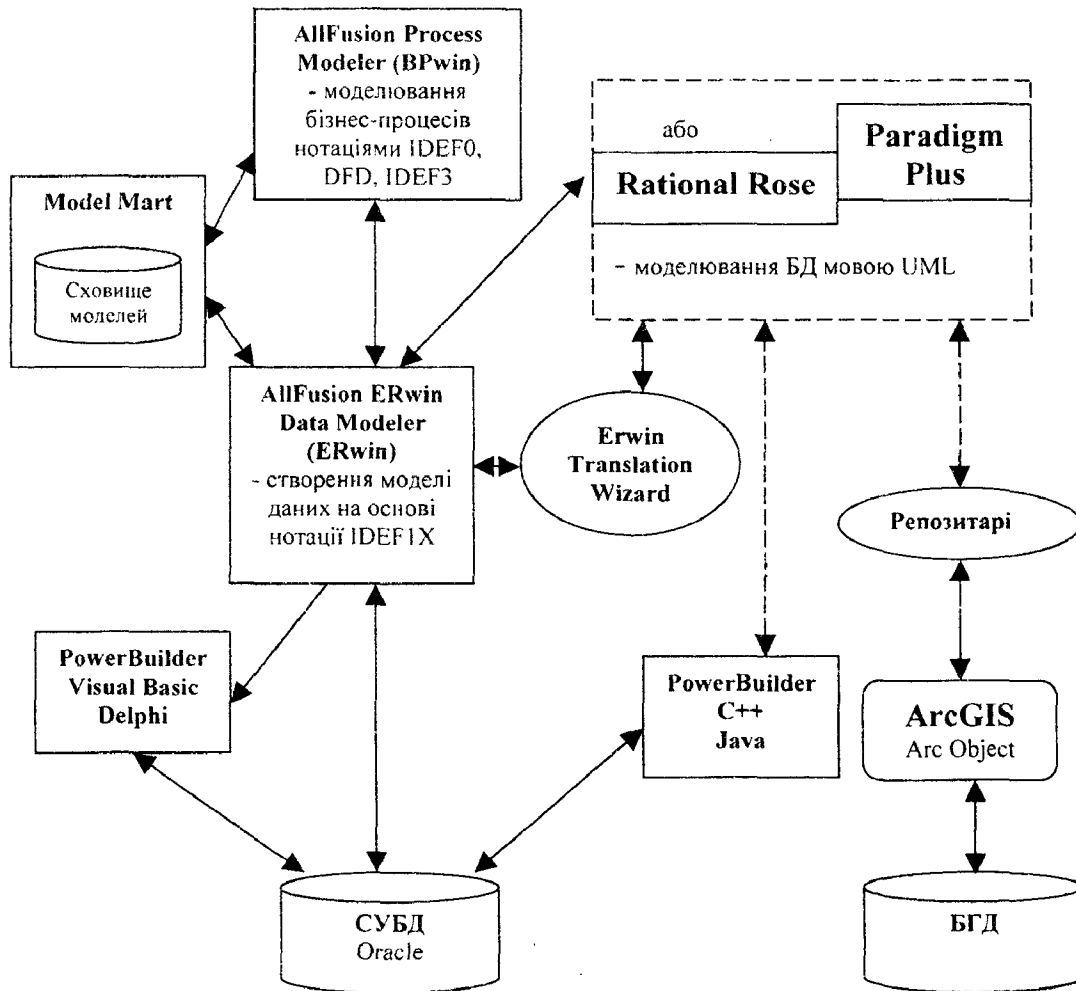 AllFusion Process
Modeler (BPwin)
- моделювання
бізнес-процесів
нотаціями IDEF0,
DFD, IDEF3
або
Paradigm
Plus
Rational Rose
- моделювання БД мовою UML
Model Mart
Сховище
моделей
AllFusion ERwin
Data Modeler
(ERwin)
- створення моделі
даних на основі
нотації IDEF1X
Erwin
Translation
Wizard
Репозитарі
PowerBuilder
Visual Basic
Delphi
PowerBuilder
C++
Java
ArcGIS
Arc Object
СУБД
Oracle
БГД